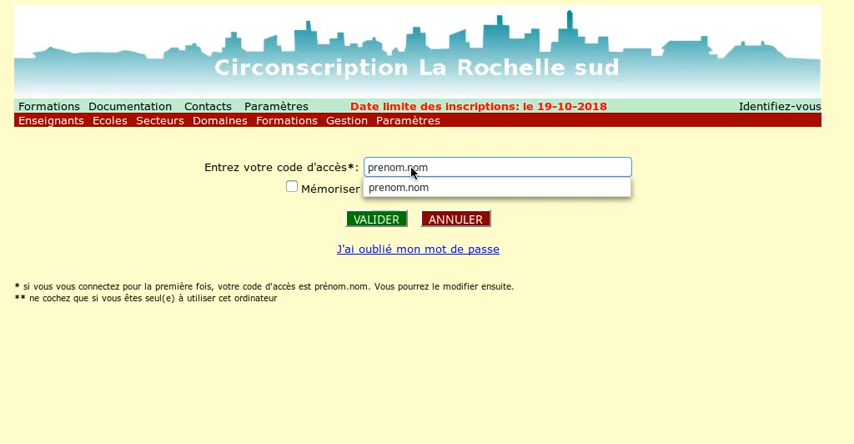 Circonscription La Rochelle sud
Formations Documentation Contacts Paramètres Date limite des inscriptions: le 19-10-2018 Identifiez-vous
Enseignants Ecoles Secteurs Domaines Formations Gestion Paramètres
Entrez votre code d'accès*: prenom.nom
Mémoriser prenom.nom
VALIDER ANNULER
J'ai oublié mon mot de passe
* si vous vous connectez pour la première fois, votre code d'accès est prénom.nom. Vous pourrez le modifier ensuite.
** ne cochez que si vous êtes seul(e) à utiliser cet ordinateur